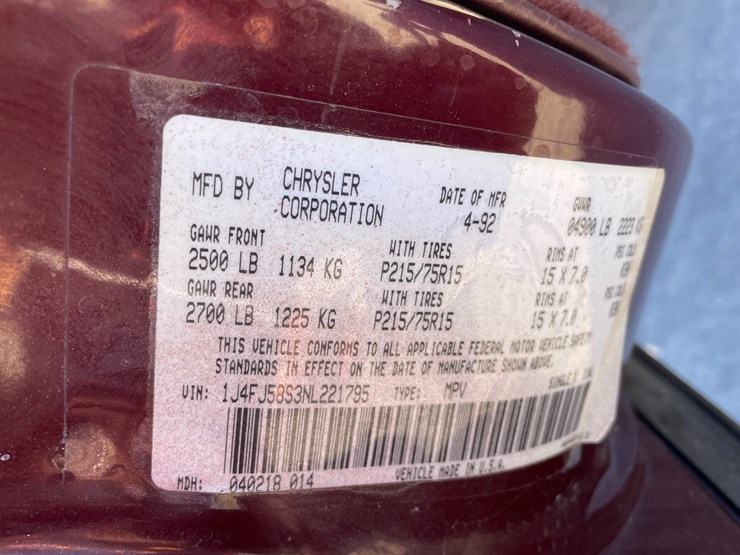 MFD BY CHRYSLER CORPORATION DATE OF MFR 4-92 GVWR 04900 LB 2223 KG
GAWR FRONT WITH TIRES RIMS AT
2500 LB 1134 KG P215/75R15 15 X 7.0
GAWR REAR WITH TIRES RIMS AT
2700 LB 1225 KG P215/75R15 15 X 7.0
THIS VEHICLE CONFORMS TO ALL APPLICABLE FEDERAL MOTOR VEHICLE SAFETY
STANDARDS IN EFFECT ON THE DATE OF MANUFACTURE SHOWN ABOVE.
VIN: 1J4FJ58S3NL221795 TYPE: MPV SINGLE
MDH: 040218 014 VEHICLE MADE IN U.S.A.